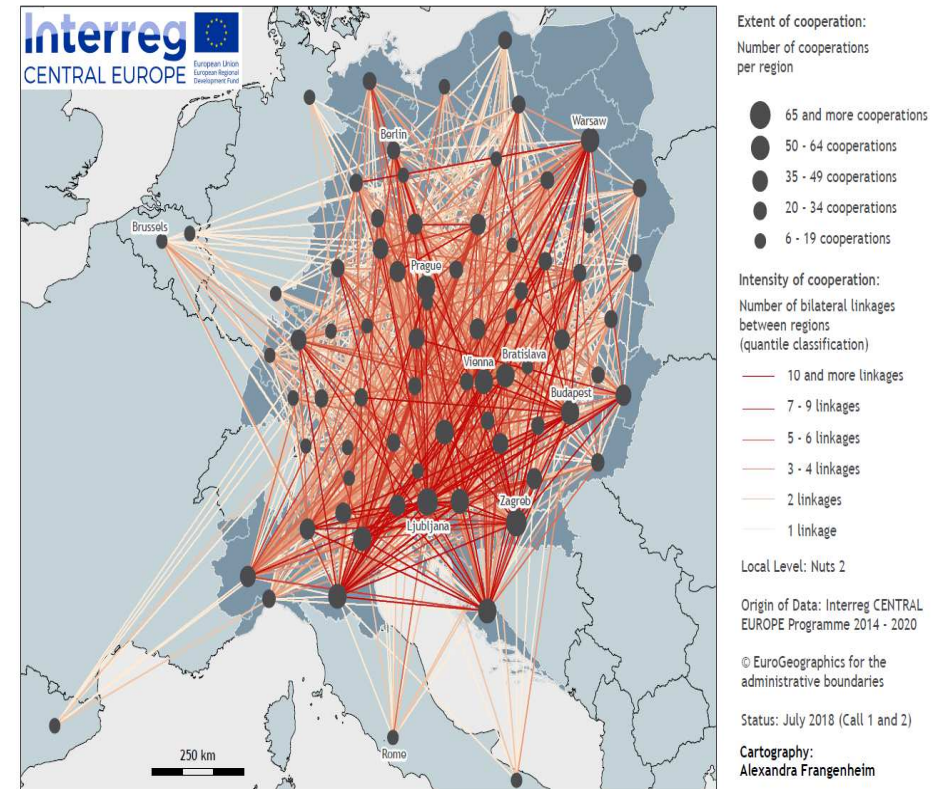 Interreg
CENTRAL EUROPE
European Union
European Regional
Development Fund
Warsaw
Berlin
Brussels
Prague
Vienna
Bratislava
Budapest
Zagreb
Ljubljana
Rome
250 km
Extent of cooperation:
Number of cooperations
per region
65 and more cooperations
50 - 64 cooperations
35 - 49 cooperations
20 - 34 cooperations
6 - 19 cooperations
Intensity of cooperation:
Number of bilateral linkages
between regions
(quantile classification)
10 and more linkages
7 - 9 linkages
5 - 6 linkages
3 - 4 linkages
2 linkages
1 linkage
Local Level: Nuts 2
Origin of Data: Interreg CENTRAL
EUROPE Programme 2014 - 2020
© EuroGeographics for the
administrative boundaries
Status: July 2018 (Call 1 and 2)
Cartography:
Alexandra Frangenheim